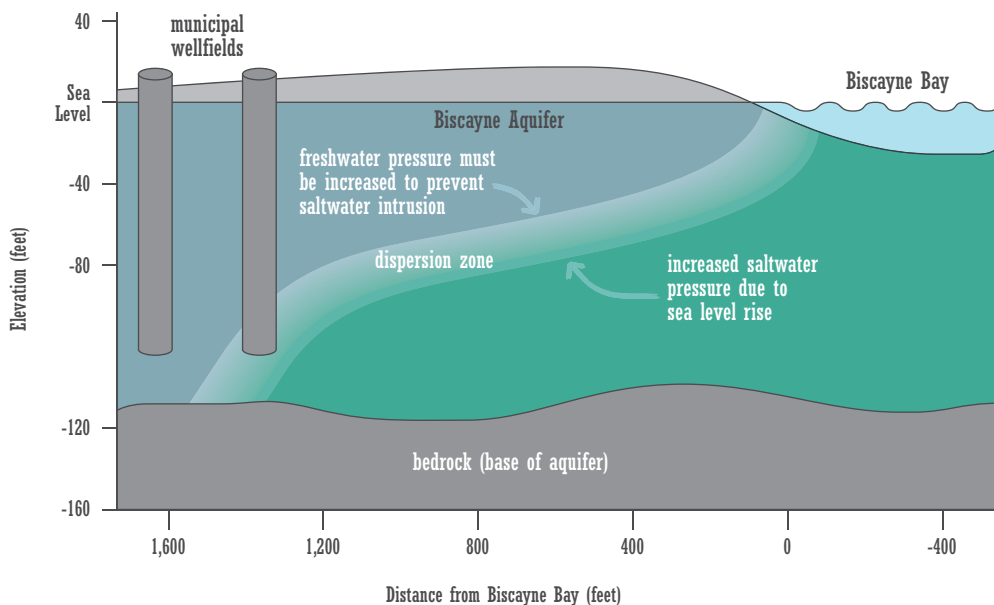 40
municipal
wellfields
Sea
Level
Biscayne Bay
Biscayne Aquifer
freshwater pressure must
be increased to prevent
saltwater intrusion
-40
dispersion zone
-80
increased saltwater
pressure due to
sea level rise
Elevation (feet)
-120
bedrock (base of aquifer)
-160
1,600
1,200
800
400
0
-400
Distance from Biscayne Bay (feet)